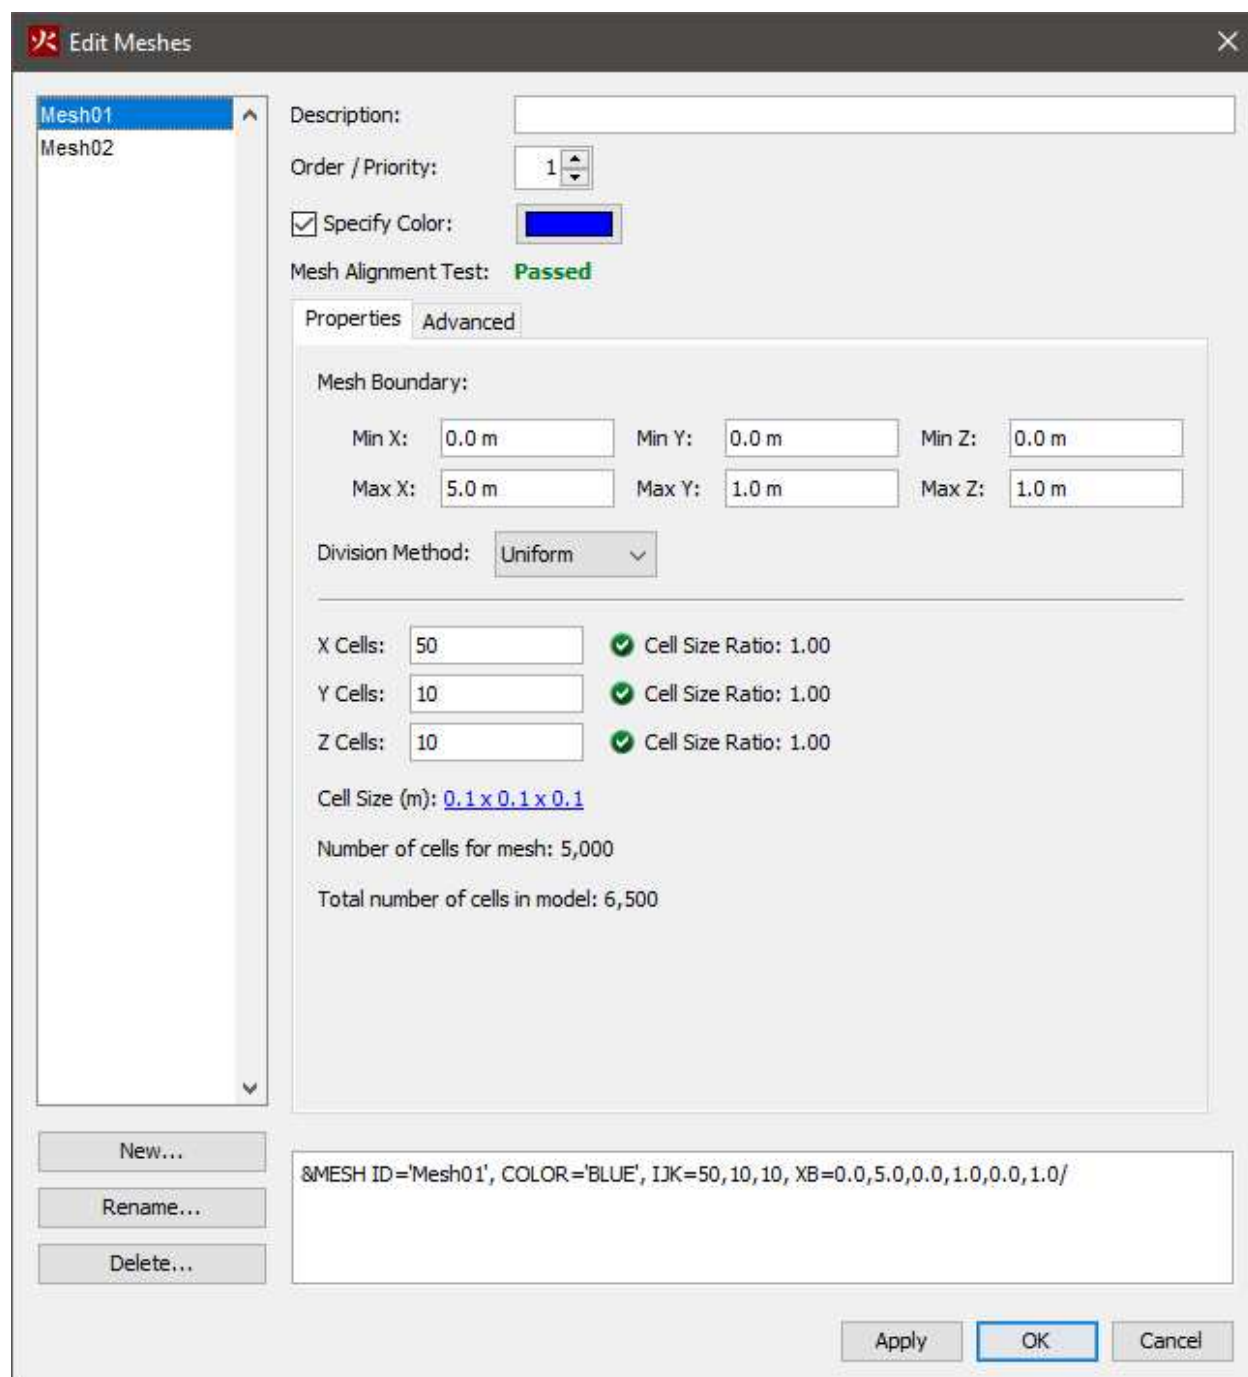 Edit Meshes
Mesh01
Mesh02
Description:
Order / Priority: 1
Specify Color:
Mesh Alignment Test: Passed
Properties Advanced
Mesh Boundary:
Min X: 0.0 m Min Y: 0.0 m Min Z: 0.0 m
Max X: 5.0 m Max Y: 1.0 m Max Z: 1.0 m
Division Method: Uniform
X Cells: 50 Cell Size Ratio: 1.00
Y Cells: 10 Cell Size Ratio: 1.00
Z Cells: 10 Cell Size Ratio: 1.00
Cell Size (m): 0.1 x 0.1 x 0.1
Number of cells for mesh: 5,000
Total number of cells in model: 6,500
New...
Rename...
Delete...
&MESH ID='Mesh01', COLOR='BLUE', IJK=50,10,10, XB=0.0,5.0,0.0,1.0,0.0,1.0/
Apply OK Cancel